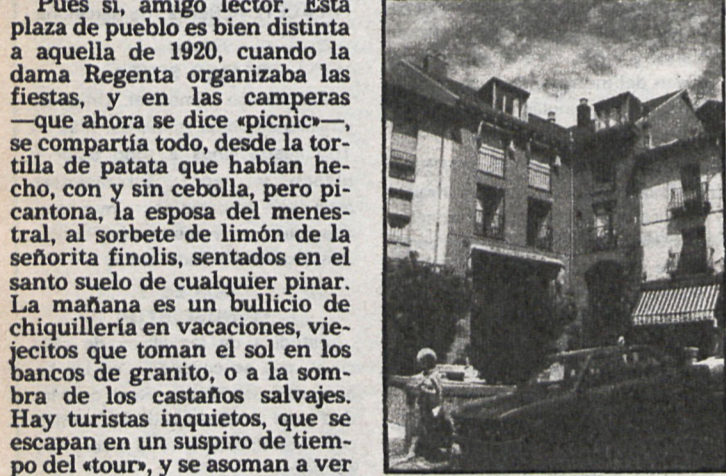 Pues sí, amigo lector. Esta
plaza de pueblo es bien distinta
a aquella de 1920, cuando la
dama Regenta organizaba las
fiestas, y en las camperas
—que ahora se dice «picnic»—,
se compartía todo, desde la tor-
tilla de patata que habían he-
cho, con y sin cebolla, pero pi-
cantona, la esposa del menes-
tral, al sorbete de limón de la
señorita finolis, sentados en el
santo suelo de cualquier pinar.
La mañana es un bullicio de
chiquillería en vacaciones, vie-
jecitos que toman el sol en los
bancos de granito, o a la som-
bra de los castaños salvajes.
Hay turistas inquietos, que se
escapan en un suspiro de tiem-
po del «tour», y se asoman a ver